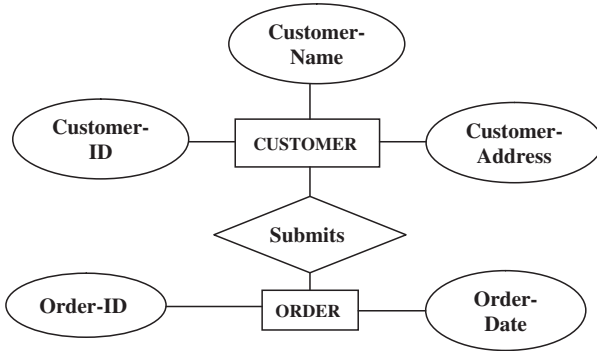 Customer-
Name
Customer-
ID
CUSTOMER
Customer-
Address
Submits
Order-ID
ORDER
Order-
Date